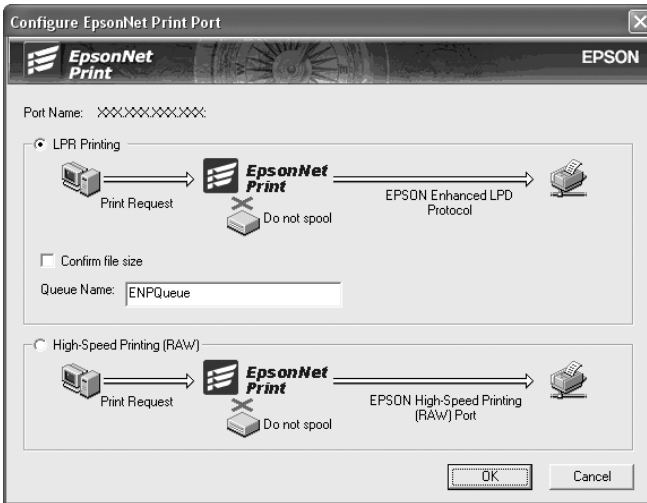 Configure EpsonNet Print Port
EpsonNet
Print
EPSON
Port Name: XXX.XXX.XXX.XXX:
LPR Printing
EpsonNet
Print
Print Request
Do not spool
EPSON Enhanced LPD
Protocol
Confirm file size
Queue Name: ENPQueue
High-Speed Printing (RAW)
EpsonNet
Print
Print Request
Do not spool
EPSON High-Speed Printing
(RAW) Port
OK
Cancel